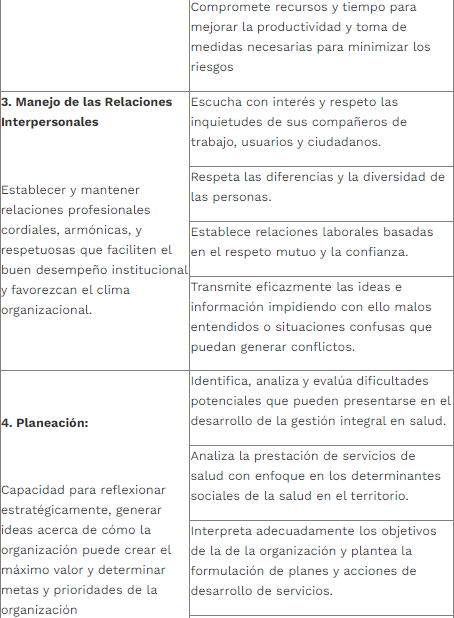 Compromete recursos y tiempo para
mejorar la productividad y toma de
medidas necesarias para minimizar los
riesgos
3. Manejo de las Relaciones
Interpersonales
Establecer y mantener
relaciones profesionales
cordiales, armónicas, y
respetuosas que faciliten el
buen desempeño institucional
y favorezcan el clima
organizacional.
Escucha con interés y respeto las
inquietudes de sus compañeros de
trabajo, usuarios y ciudadanos.
Respeta las diferencias y la diversidad de
las personas.
Establece relaciones laborales basadas
en el respeto mutuo y la confianza.
Transmite eficazmente las ideas e
información impidiendo con ello malos
entendidos o situaciones confusas que
puedan generar conflictos.
4. Planeación:
Capacidad para reflexionar
estratégicamente, generar
ideas acerca de cómo la
organización puede crear el
máximo valor y determinar
metas y prioridades de la
organización
Identifica, analiza y evalúa dificultades
potenciales que pueden presentarse en el
desarrollo de la gestión integral en salud.
Analiza la prestación de servicios de
salud con enfoque en los determinantes
sociales de la salud en el territorio.
Interpreta adecuadamente los objetivos
de la de la organización y plantea la
formulación de planes y acciones de
desarrollo de servicios.